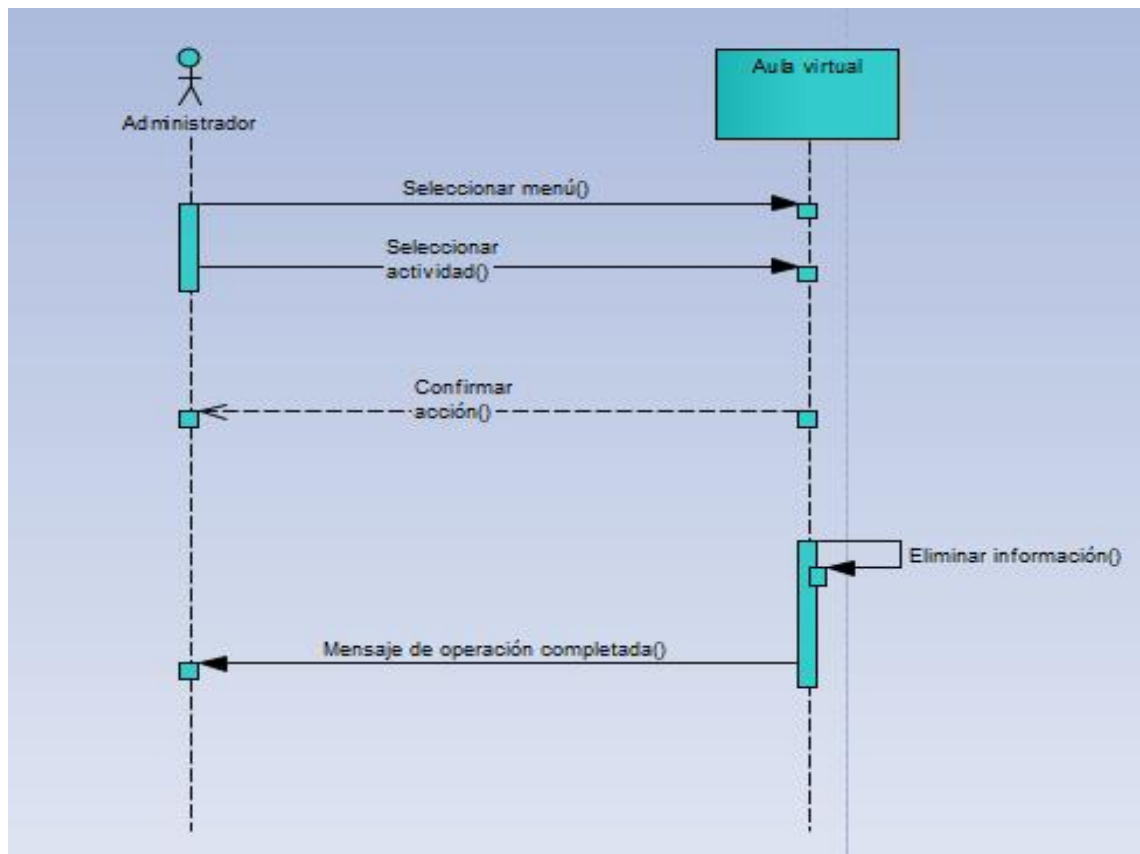 Aula virtual
Administrador
Seleccionar menú()
Seleccionar
actividad()
Confirmar
acción()
Eliminar información()
Mensaje de operación completada()